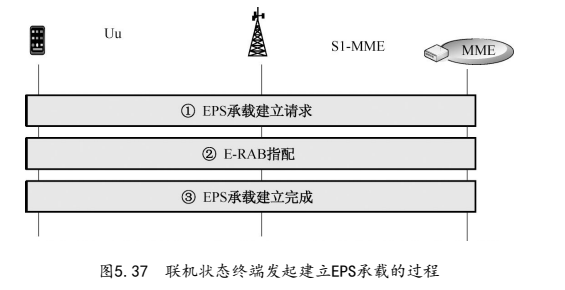 Uu
S1-MME
MME
① EPS承载建立请求
② E-RAB指配
③ EPS承载建立完成
图5.37 联机状态终端发起建立EPS承载的过程